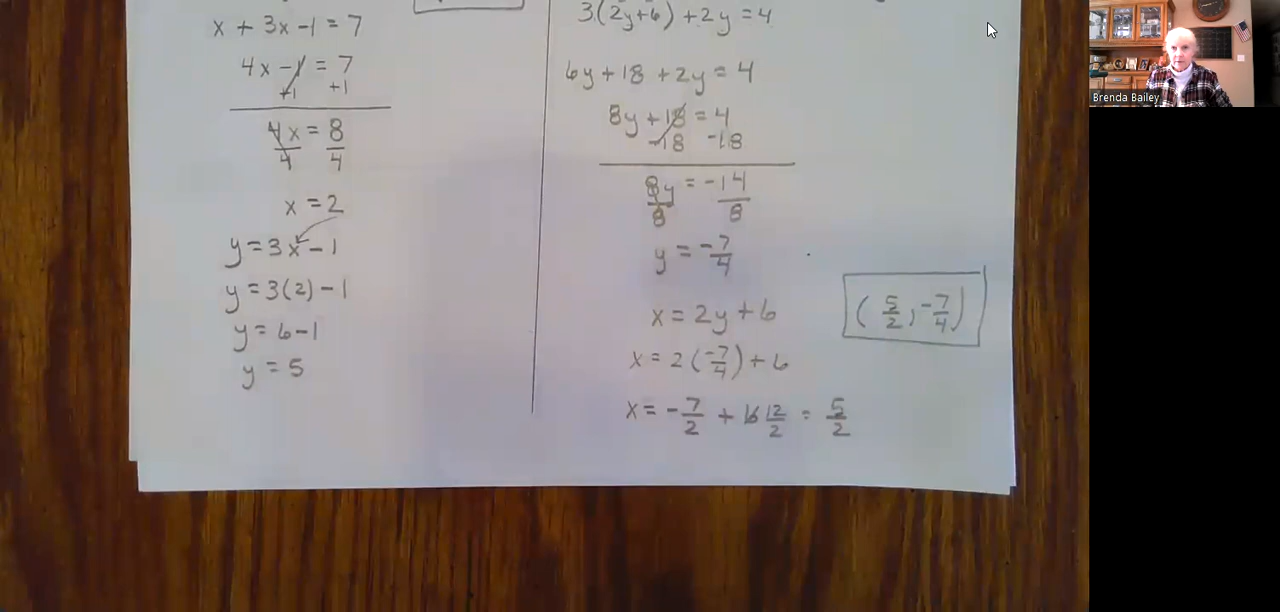 x + 3x - 1 = 7
4x - 1 = 7
+1 +1
4x = 8
4 4
x = 2
y = 3x - 1
y = 3(2) - 1
y = 6 - 1
y = 5
3(2y+6) + 2y = 4
6y + 18 + 2y = 4
8y + 18 = 4
-18 -18
8y = -14
8 8
y = -7/4
x = 2y + 6
x = 2(-7/4) + 6
x = -7/2 + 6 12/2 = 5/2
(5/2, -7/4)
Brenda Bailey